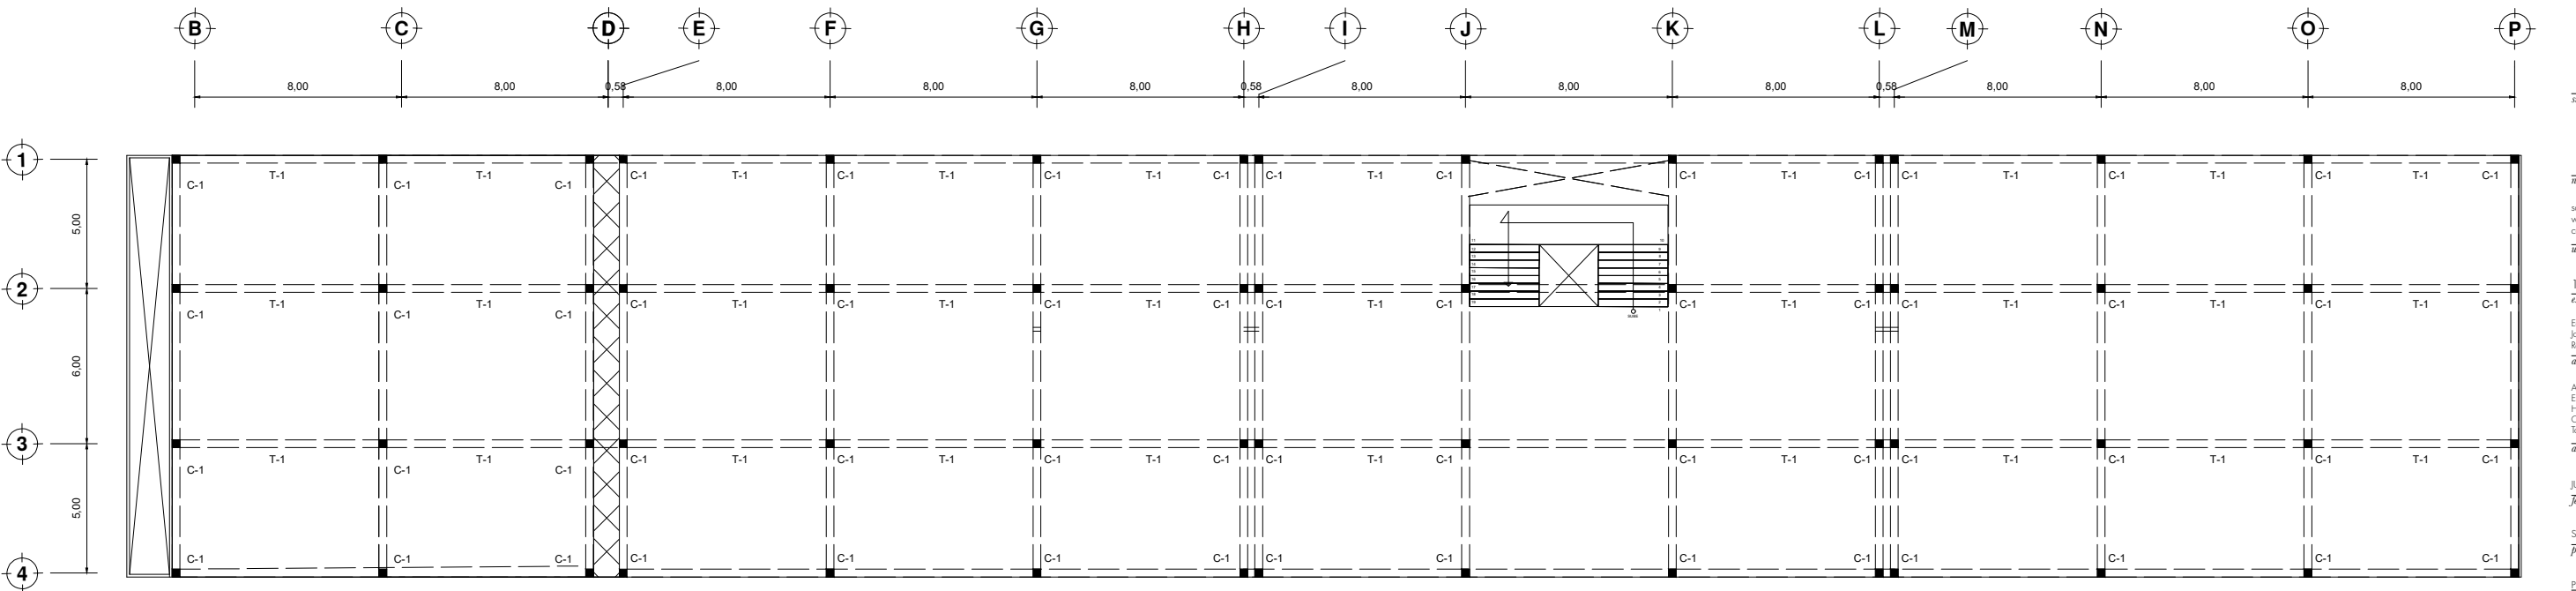 B C D E F G H I J K L M N O P
8,00 8,00 0,58 8,00 8,00 8,00 0,58 8,00 8,00 8,00 0,58 8,00 8,00 8,00
1
C-1 T-1 C-1 T-1 C-1 C-1 T-1 C-1 T-1 C-1 T-1 C-1 C-1 T-1 C-1 C-1 T-1 C-1 C-1 T-1 C-1 T-1 C-1 T-1 C-1
5,00
2
C-1 T-1 C-1 T-1 C-1 C-1 T-1 C-1 T-1 C-1 T-1 C-1 C-1 T-1 C-1 C-1 T-1 C-1 C-1 T-1 C-1 T-1 C-1 T-1 C-1
6,00
3
C-1 T-1 C-1 T-1 C-1 C-1 T-1 C-1 T-1 C-1 T-1 C-1 C-1 T-1 C-1 C-1 T-1 C-1 C-1 T-1 C-1 T-1 C-1 T-1 C-1
5,00
C-1 C-1 C-1 C-1 C-1 C-1 C-1 C-1 C-1 C-1 C-1 C-1 C-1 C-1 C-1
4